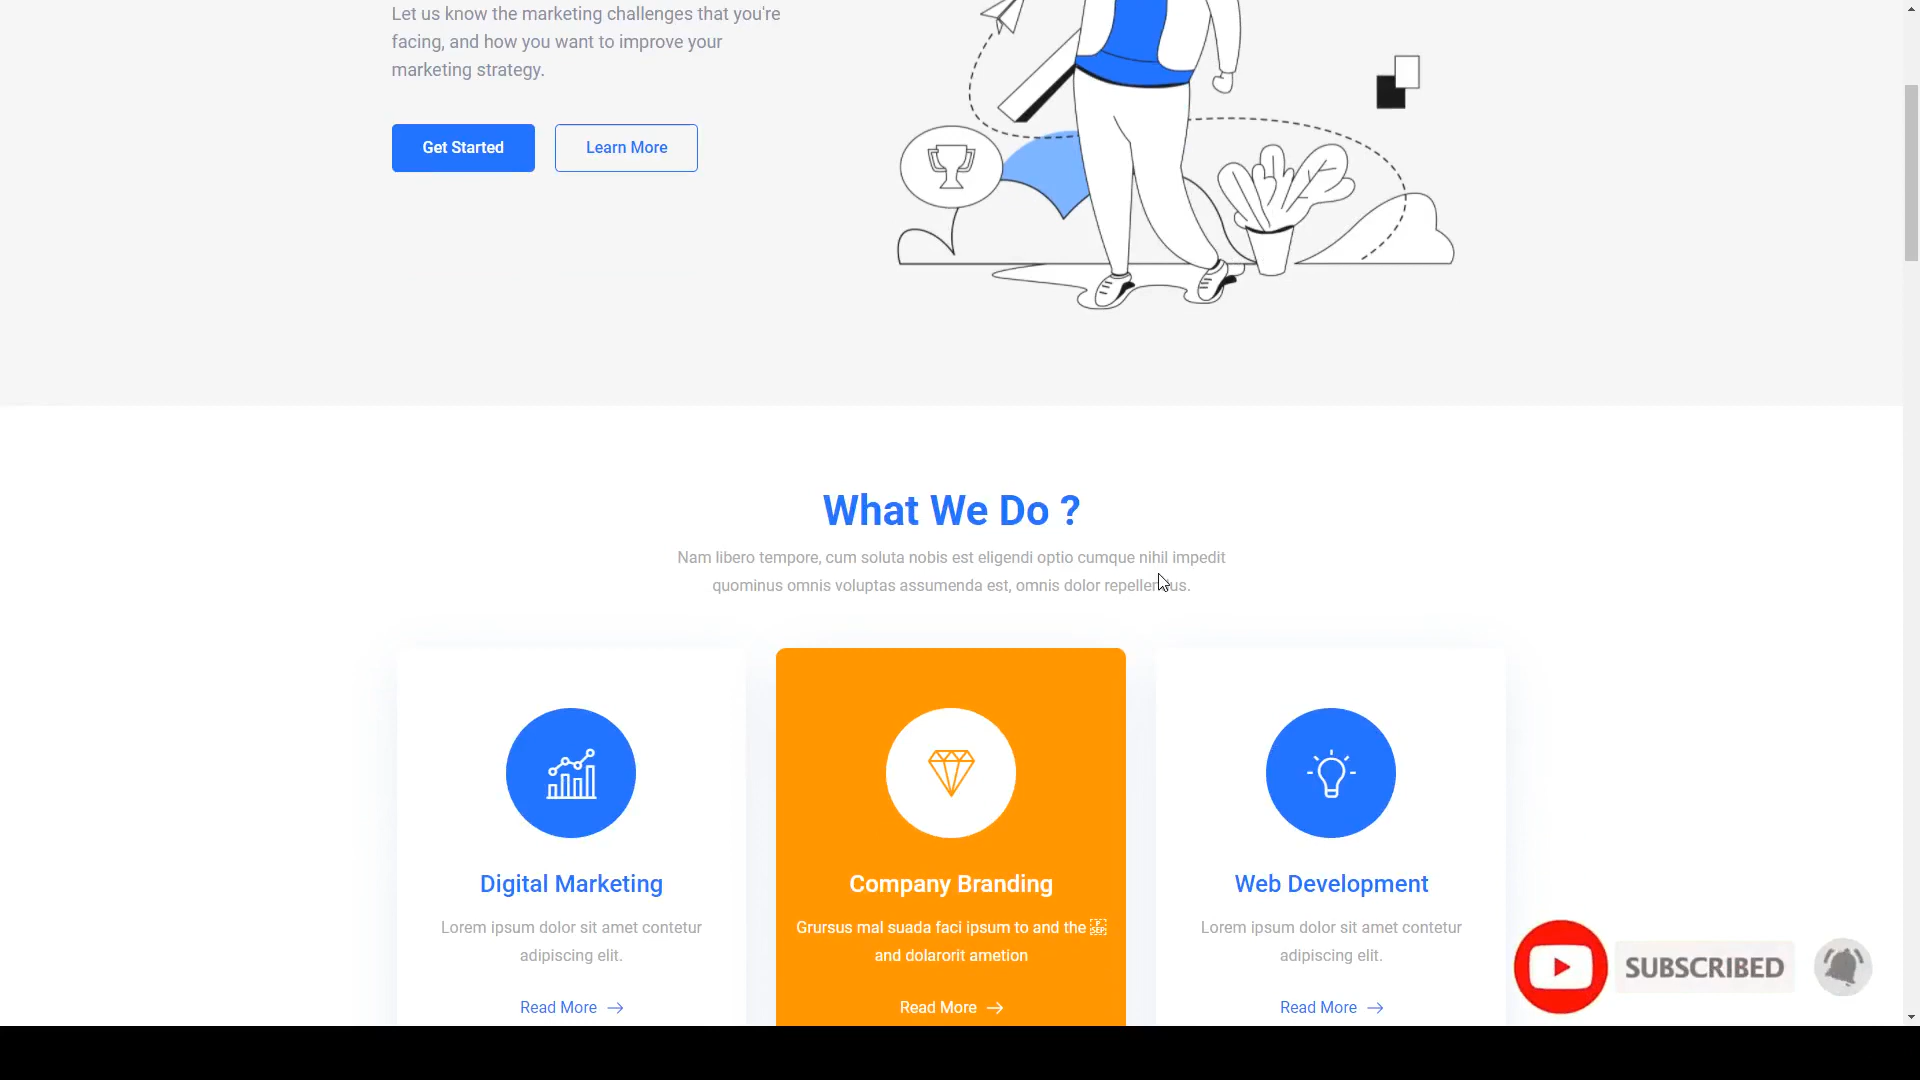 Let us know the marketing challenges that you're
facing, and how you want to improve your
marketing strategy.
Get Started
Learn More
What We Do ?
Nam libero tempore, cum soluta nobis est eligendi optio cumque nihil impedit
quominus omnis voluptas assumenda est, omnis dolor
Digital Marketing
Lorem ipsum dolor sit amet contetur
adipiscing elit.
Read More
Company Branding
Grursus mal suada faci ipsum to and the
and dolarorit ametion
Read More
Web Development
Lorem ipsum dolor sit amet contetur
adipiscing elit.
Read More
SUBSCRIBED